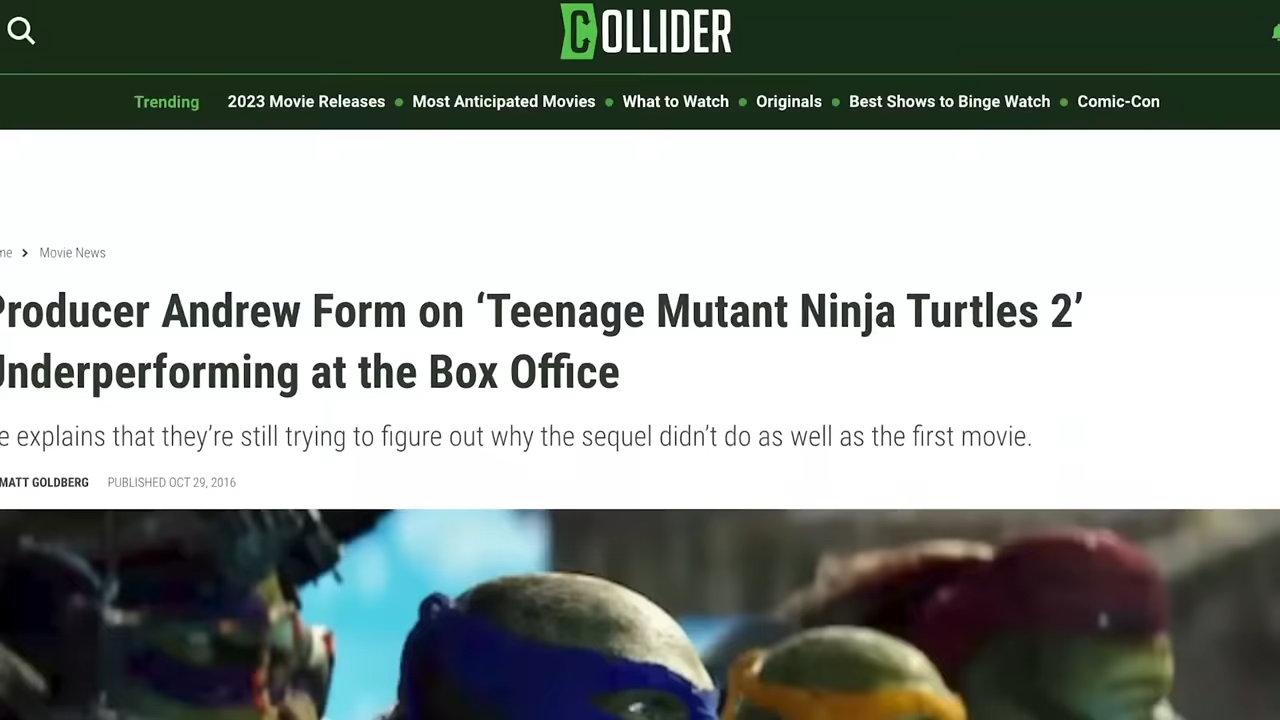 COLLIDER
Trending 2023 Movie Releases Most Anticipated Movies What to Watch Originals Best Shows to Binge Watch Comic-Con
me > Movie News
Producer Andrew Form on ‘Teenage Mutant Ninja Turtles 2’
Underperforming at the Box Office
e explains that they’re still trying to figure out why the sequel didn’t do as well as the first movie.
MATT GOLDBERG PUBLISHED OCT 29, 2016